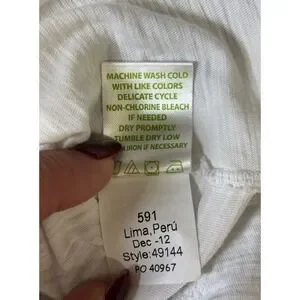 MACHINE WASH COLD
WITH LIKE COLORS
DELICATE CYCLE
NON-CHLORINE BLEACH
IF NEEDED
DRY PROMPTLY
TUMBLE DRY LOW
IRON IF NECESSARY
591
Lima,Perú
Dec -12
Style:49144
PO 40967